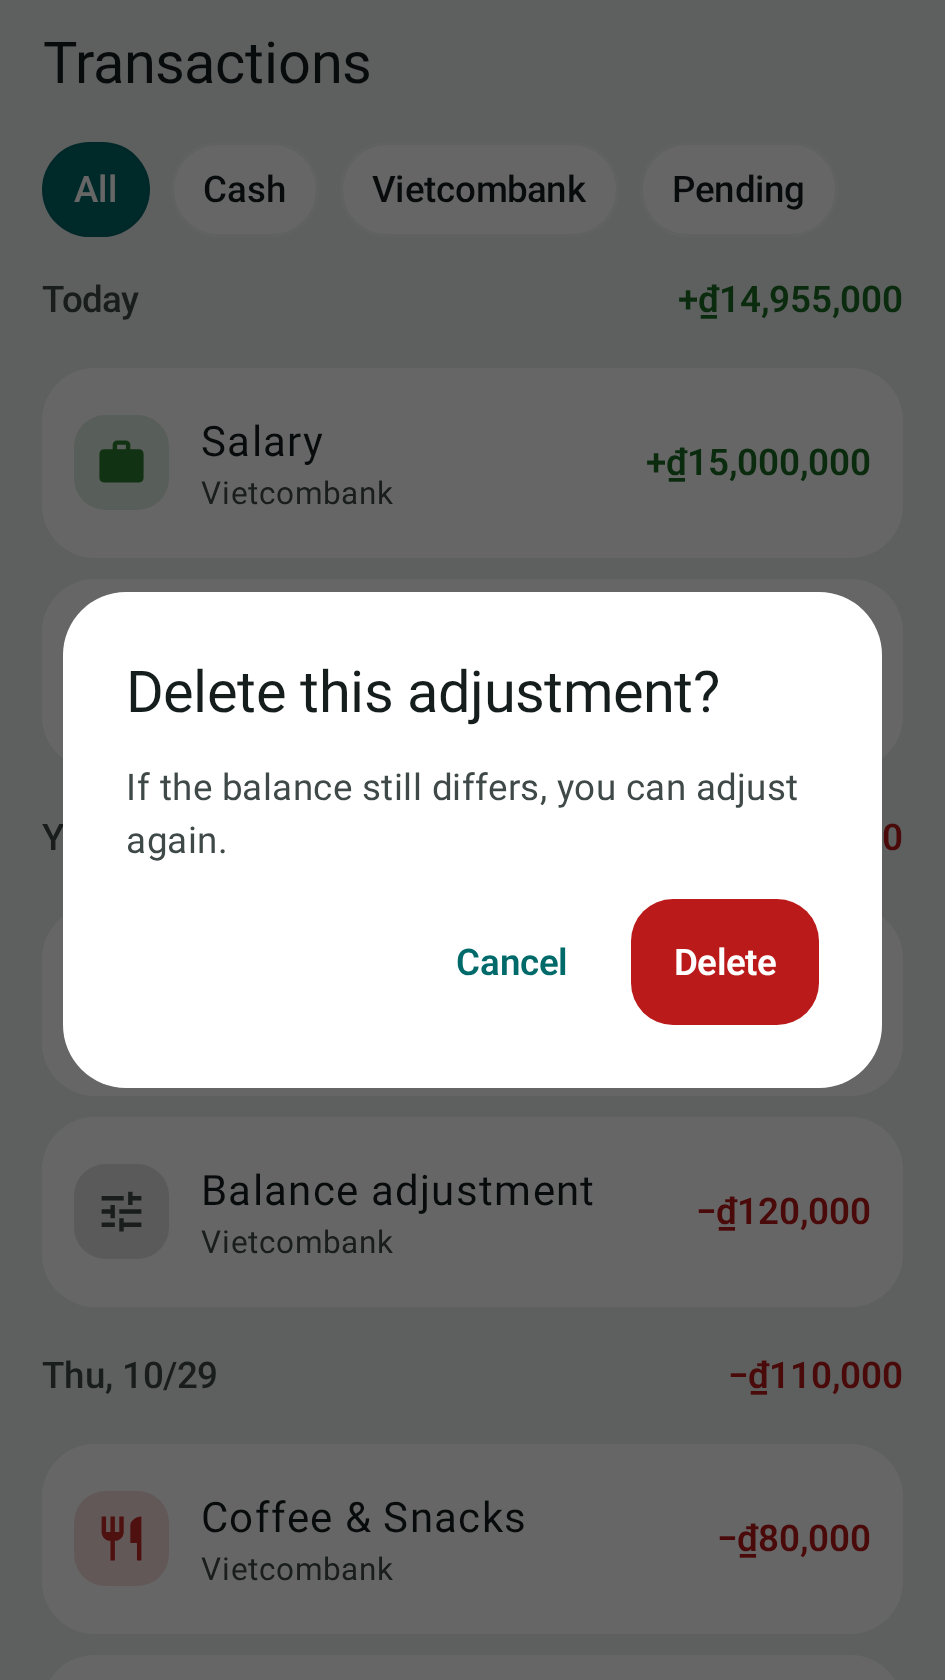 Transactions
All
Cash
Vietcombank
Pending
Today
+₫14,955,000
Salary
+₫15,000,000
Vietcombank
Delete this adjustment?
If the balance still differs, you can adjust
again.
Cancel
Delete
Balance adjustment
−₫120,000
Vietcombank
Thu, 10/29
−₫110,000
Coffee & Snacks
−₫80,000
Vietcombank